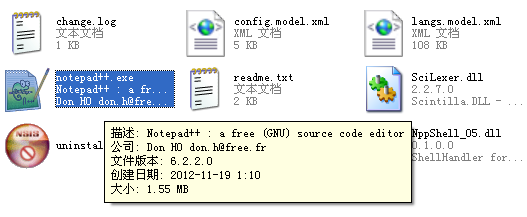 change.log
文本文档
1 KB
config.model.xml
XML 文档
5 KB
langs.model.xml
XML 文档
108 KB
notepad++.exe
Notepad++ : a fr...
Don HO don.h@fre...
readme.txt
文本文档
2 KB
SciLexer.dll
2.2.7.0
Scintilla.DLL - ...
uninstal
NppShell_05.dll
0.1.0.0
ShellHandler for...
描述: Notepad++ : a free (GNU) source code editor
公司: Don HO don.h@free.fr
文件版本: 6.2.2.0
创建日期: 2012-11-19 1:10
大小: 1.55 MB